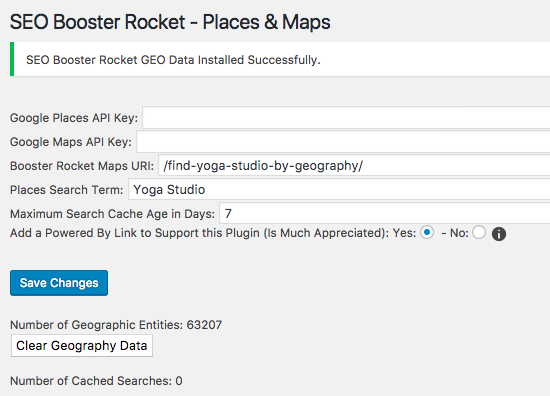 SEO Booster Rocket - Places & Maps
SEO Booster Rocket GEO Data Installed Successfully.
Google Places API Key:
Google Maps API Key:
Booster Rocket Maps URI: /find-yoga-studio-by-geography/
Places Search Term: Yoga Studio
Maximum Search Cache Age in Days: 7
Add a Powered By Link to Support this Plugin (Is Much Appreciated): Yes: - No: i
Save Changes
Number of Geographic Entities: 63207
Clear Geography Data
Number of Cached Searches: 0